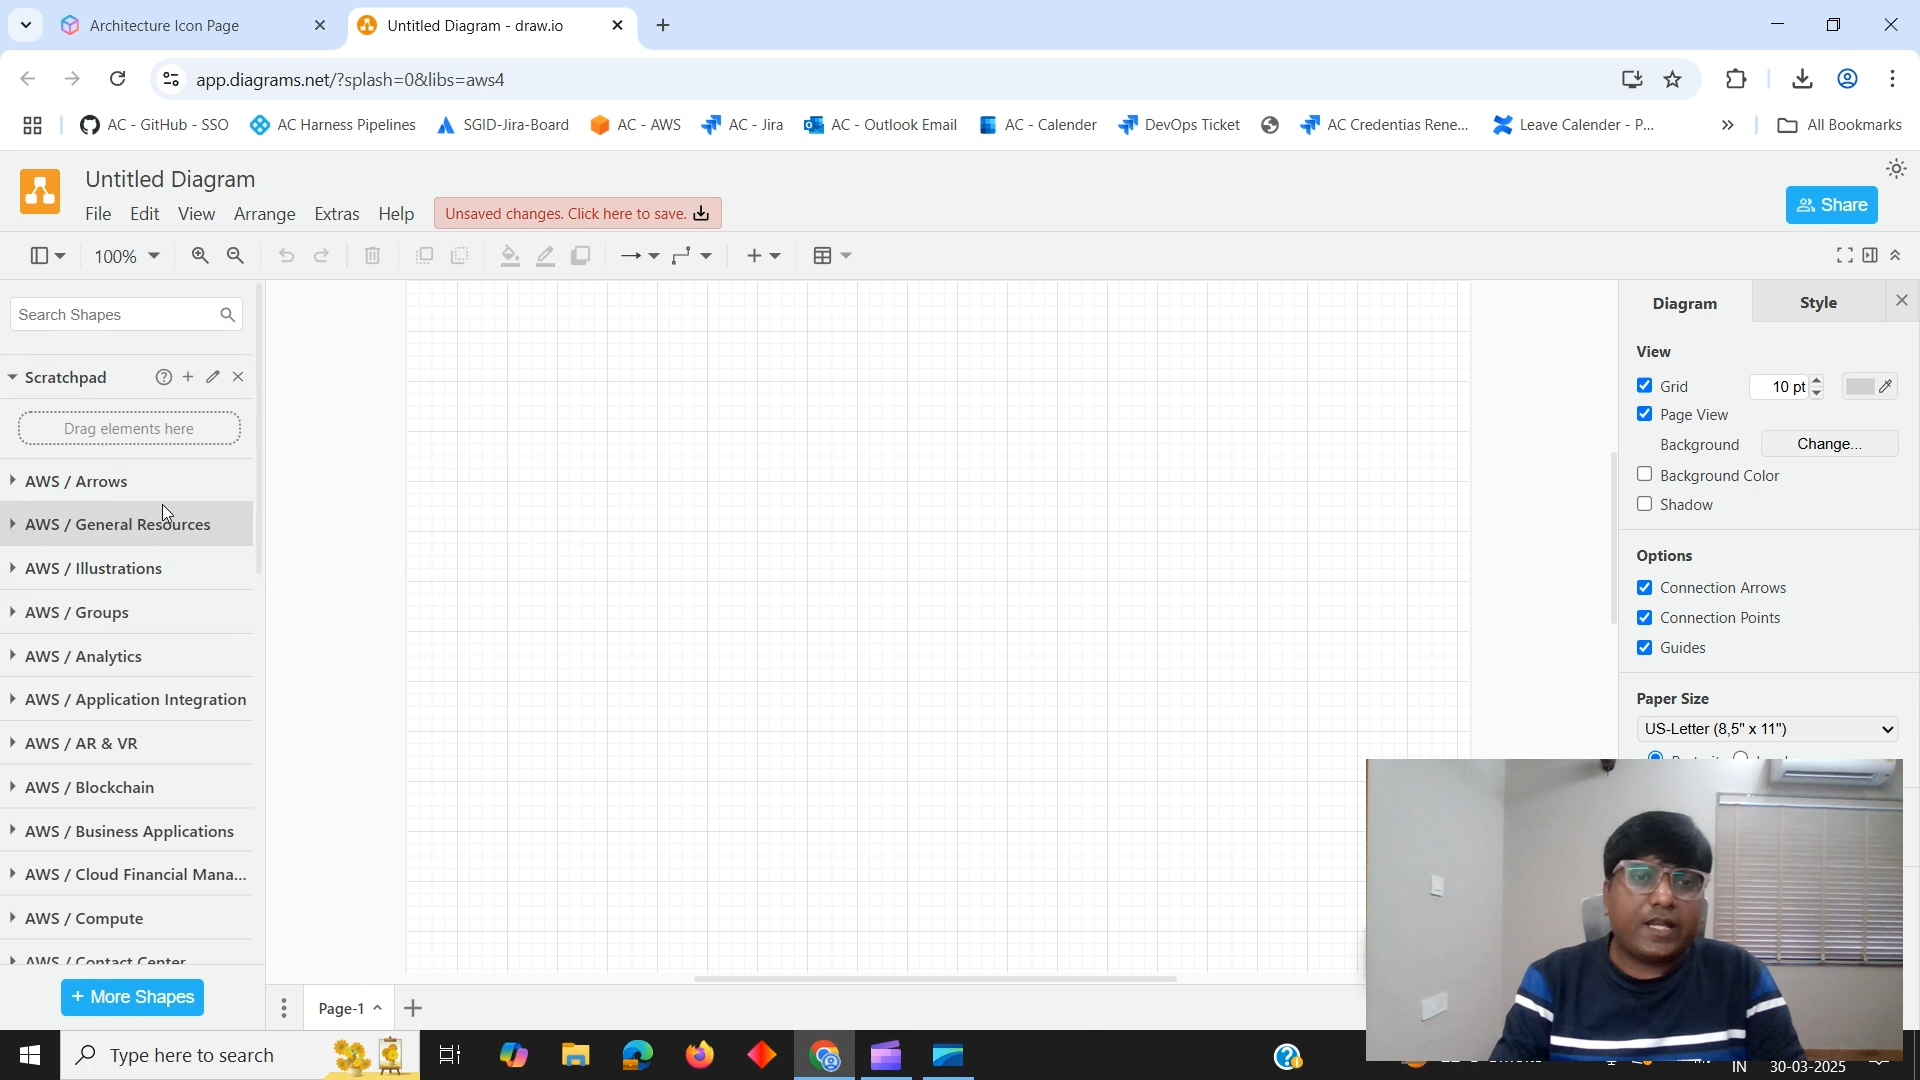 Architecture Icon Page
Untitled Diagram - draw.io
app.diagrams.net/?splash=0&libs=aws4
AC - GitHub - SSO
AC Harness Pipelines
SGID-Jira-Board
AC - AWS
AC - Jira
AC - Outlook Email
AC - Calender
DevOps Ticket
AC Credentias Rene...
Leave Calender - P...
All Bookmarks
Untitled Diagram
File Edit View Arrange Extras Help
Unsaved changes. Click here to save.
Share
100%
Search Shapes
Scratchpad
Drag elements here
AWS / Arrows
AWS / General Resources
AWS / Illustrations
AWS / Groups
AWS / Analytics
AWS / Application Integration
AWS / AR & VR
AWS / Blockchain
AWS / Business Applications
AWS / Cloud Financial Mana...
AWS / Compute
AWS / Contact Center
+ More Shapes
Page-1
Diagram
Style
View
Grid
10 pt
Page View
Background
Change...
Background Color
Shadow
Options
Connection Arrows
Connection Points
Guides
Paper Size
US-Letter (8,5" x 11")
Type here to search
IN
30-03-2025